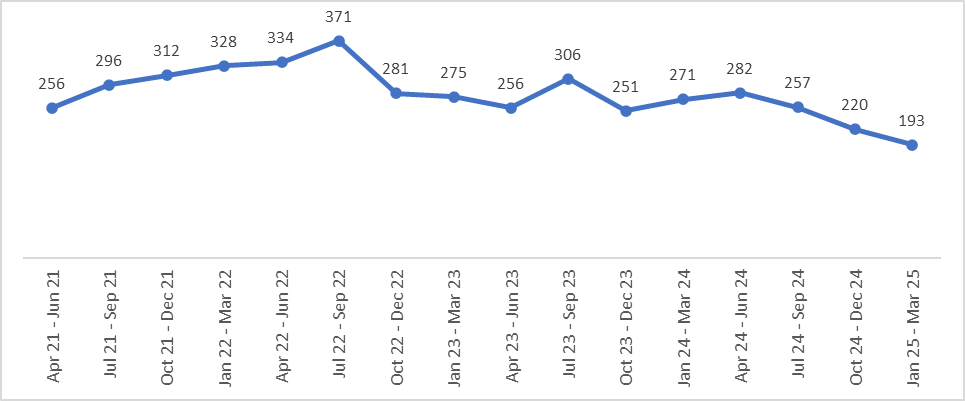 256
296
312
328
334
371
281
275
256
306
251
271
282
257
220
193
Apr 21 - Jun 21
Jul 21 - Sep 21
Oct 21 - Dec 21
Jan 22 - Mar 22
Apr 22 - Jun 22
Jul 22 - Sep 22
Oct 22 - Dec 22
Jan 23 - Mar 23
Apr 23 - Jun 23
Jul 23 - Sep 23
Oct 23 - Dec 23
Jan 24 - Mar 24
Apr 24 - Jun 24
Jul 24 - Sep 24
Oct 24 - Dec 24
Jan 25 - Mar 25